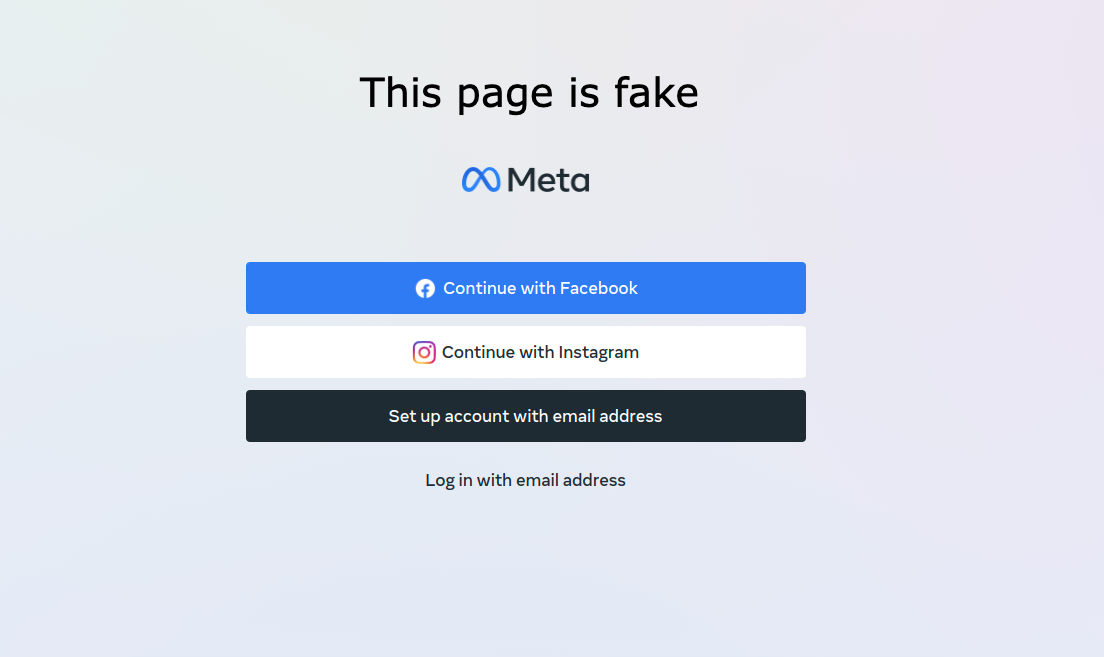 This page is fake
Meta
Continue with Facebook
Continue with Instagram
Set up account with email address
Log in with email address